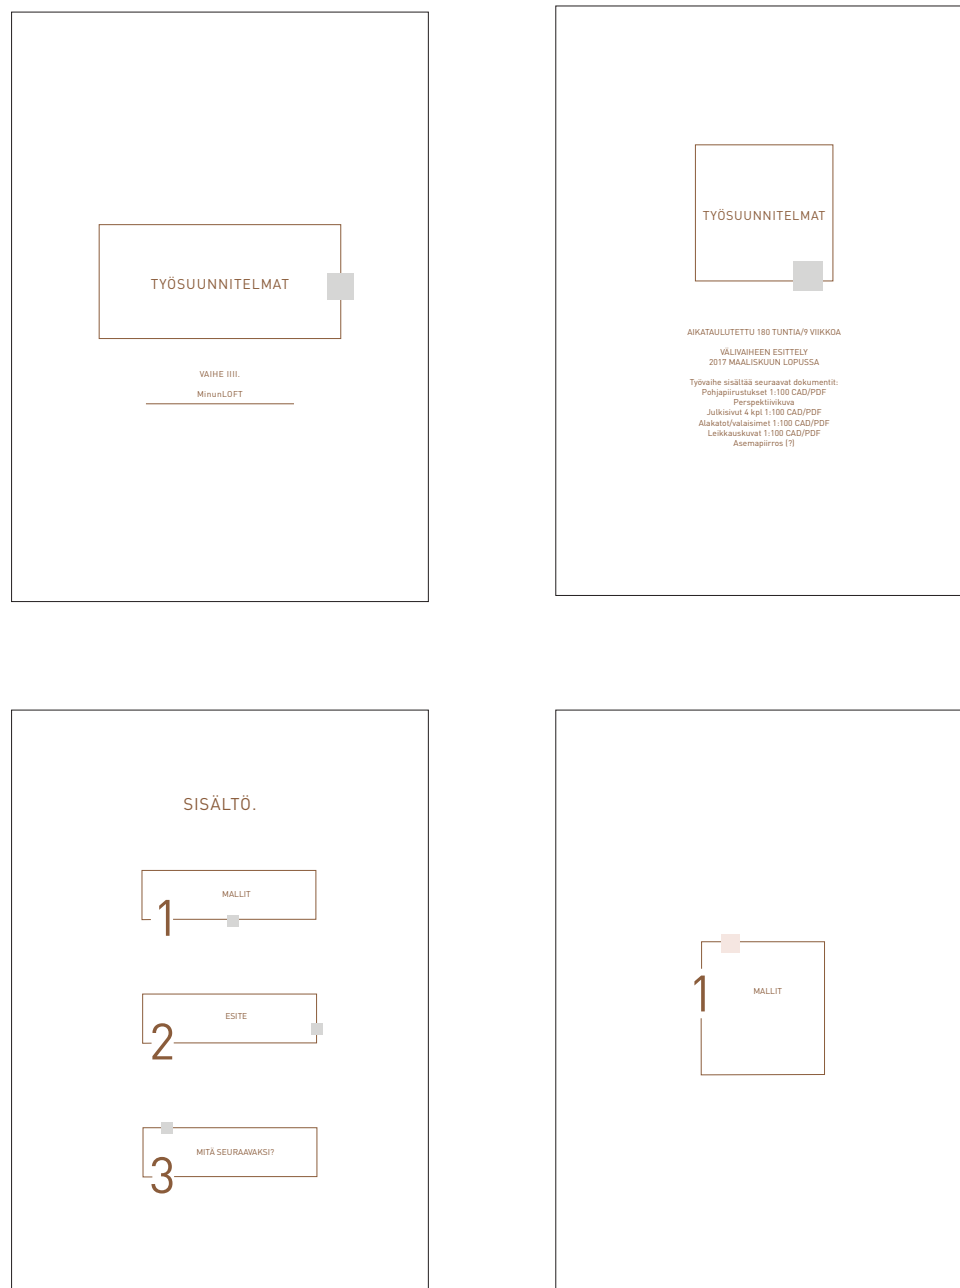 TYÖSUUNNITELMAT
VAIHE IIII.
MinunLOFT
TYÖSUUNNITELMAT
AIKATAULUTETTU 180 TUNTIA/9 VIIKKOA
VÄLIVAIHEEN ESITTELY
2017 MAALISKUUN LOPUSSA
Työvaihe sisältää seuraavat dokumentit:
Pohjapiirustukset 1:100 CAD/PDF
Perspektiivikuva
Julkisivut 4 kpl 1:100 CAD/PDF
Alakatot/valaisimet 1:100 CAD/PDF
Leikkauskuvat 1:100 CAD/PDF
Asemapiirros (?)
SISÄLTÖ.
MALLIT
1
ESITE
2
MITÄ SEURAAVAKSI?
3
1
MALLIT